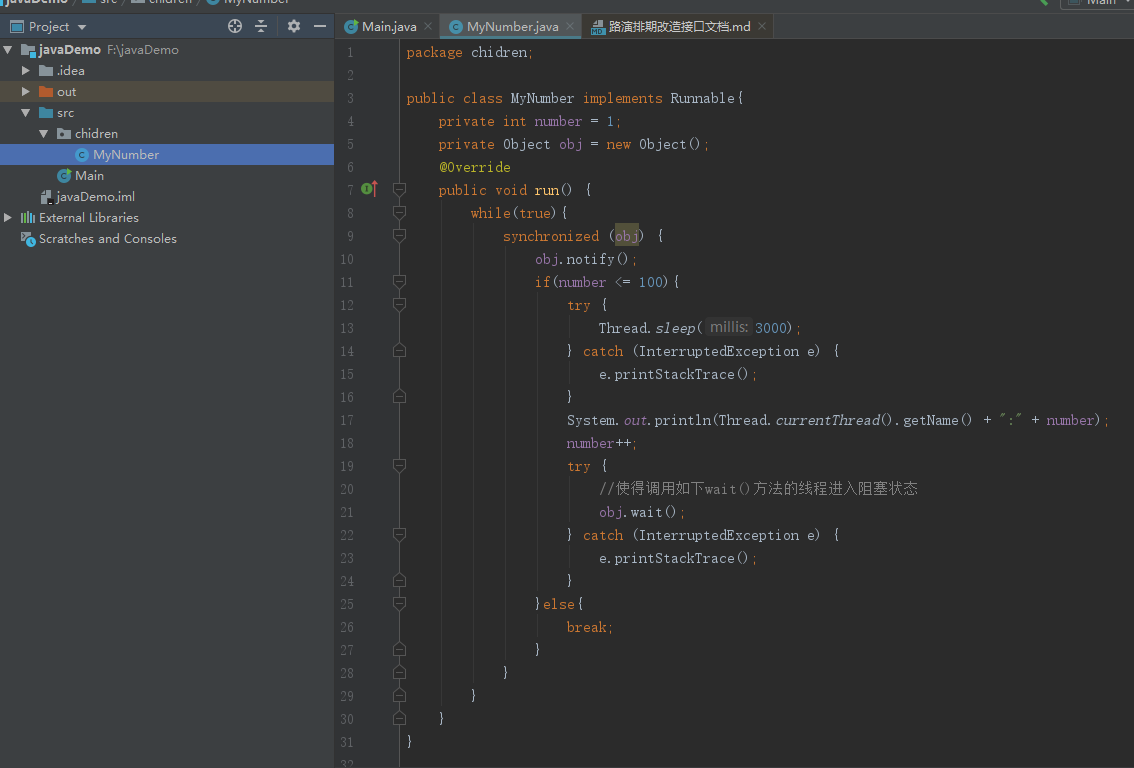 javaDemo src chidren MyNumber Main
Project
Main.java
MyNumber.java
路演排期改造接口文档.md
javaDemo F:\javaDemo
.idea
out
src
chidren
MyNumber
Main
javaDemo.iml
External Libraries
Scratches and Consoles
1 package chidren;
2
3 public class MyNumber implements Runnable{
4 private int number = 1;
5 private Object obj = new Object();
6 @Override
7 public void run() {
8 while(true){
9 synchronized (obj) {
10 obj.notify();
11 if(number <= 100){
12 try {
13 Thread.sleep( millis: 3000);
14 } catch (InterruptedException e) {
15 e.printStackTrace();
16 }
17 System.out.println(Thread.currentThread().getName() + ":" + number);
18 number++;
19 try {
20 //使得调用如下wait()方法的线程进入阻塞状态
21 obj.wait();
22 } catch (InterruptedException e) {
23 e.printStackTrace();
24 }
25 }else{
26 break;
27 }
28 }
29 }
30 }
31 }
32